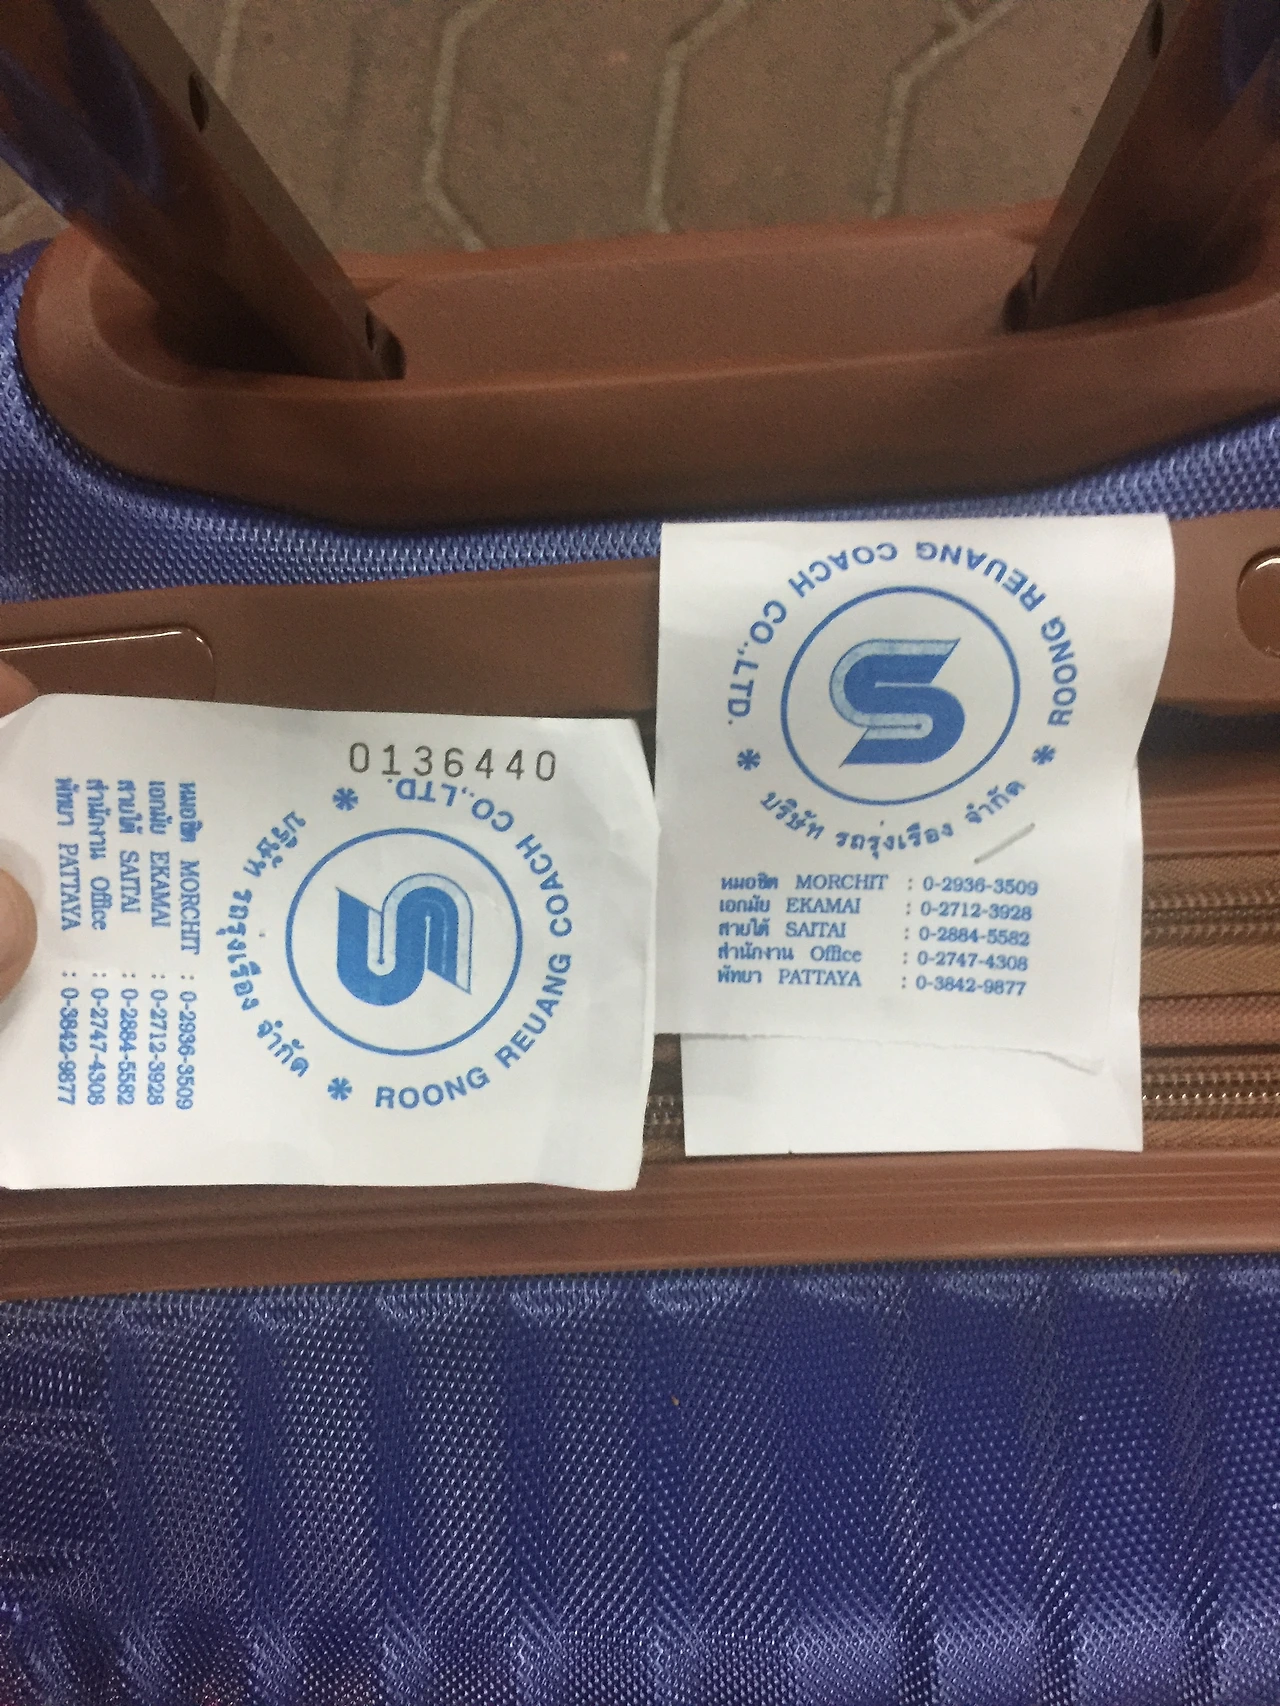 0136440
ROONG REUANG COACH CO.,LTD.
บริษัท รถรุ่งเรือง จำกัด
หมอชิต MORCHIT : 0-2936-3509
เอกมัย EKAMAI : 0-2712-3928
สายใต้ SAITAI : 0-2884-5582
สำนักงาน Office : 0-2747-4308
พัทยา PATTAYA : 0-3842-9877
ROONG REUANG COACH CO.,LTD.
บริษัท รถรุ่งเรือง จำกัด
หมอชิต MORCHIT : 0-2936-3509
เอกมัย EKAMAI : 0-2712-3928
สายใต้ SAITAI : 0-2884-5582
สำนักงาน Office : 0-2747-4308
พัทยา PATTAYA : 0-3842-9877